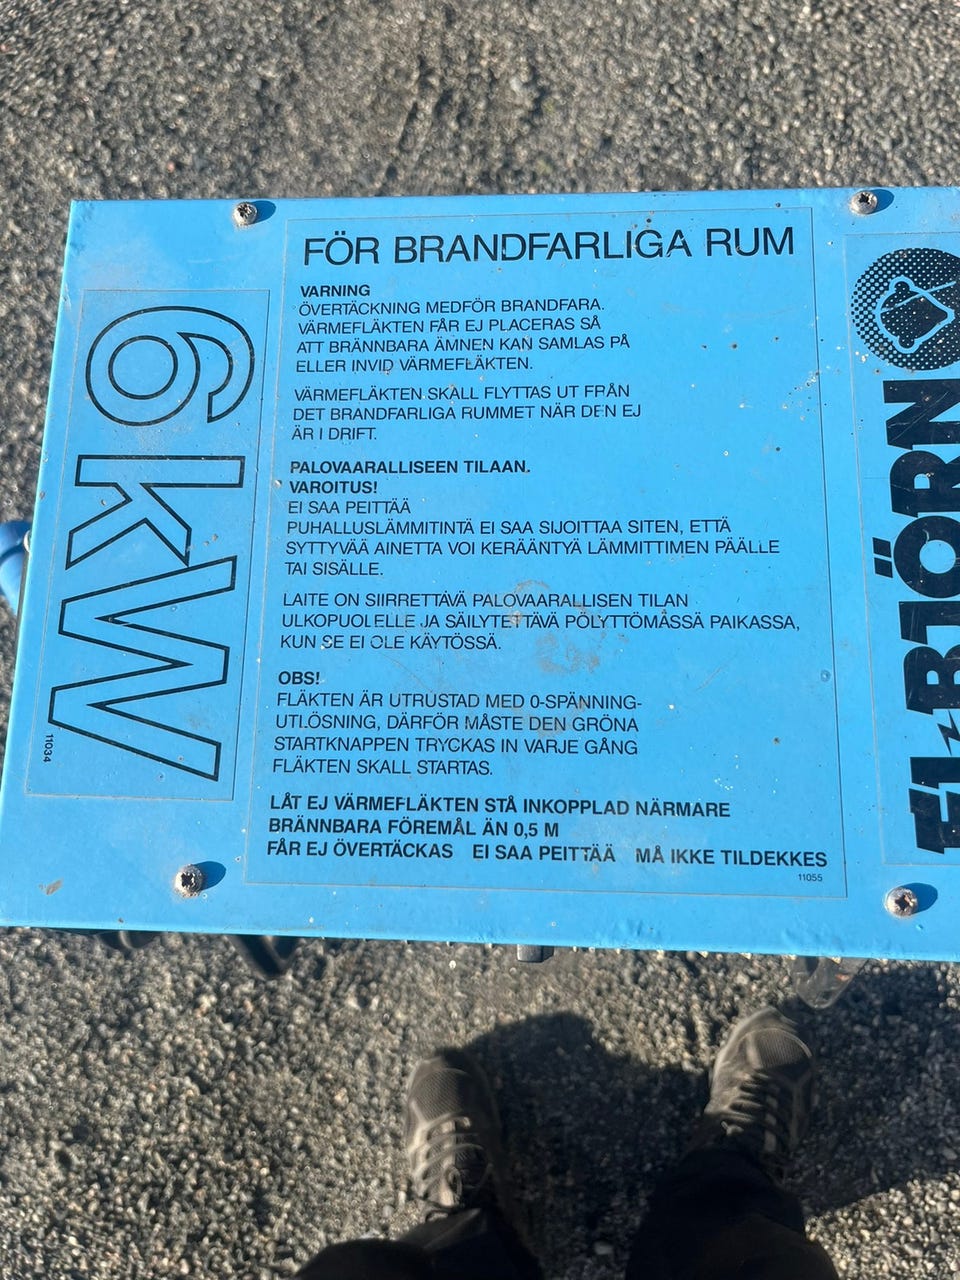 FÖR BRANDFARLIGA RUM
VARNING
ÖVERTÄCKNING MEDFÖR BRANDFARA.
VÄRMEFLÄKTEN FÅR EJ PLACERAS SÅ
ATT BRÄNNBARA ÄMNEN KAN SAMLAS PÅ
ELLER INVID VÄRMEFLÄKTEN.
VÄRMEFLÄKTEN SKALL FLYTTAS UT FRÅN
DET BRANDFARLIGA RUMMET NÄR DEN EJ
ÄR I DRIFT.
PALOVAARALLISEEN TILAAN.
VAROITUS!
EI SAA PEITTÄÄ
PUHALLUSLÄMMITINTÄ EI SAA SIJOITTAA SITEN, ETTÄ
SYTTYVÄÄ AINETTA VOI KERÄÄNTYÄ LÄMMITTIMEN PÄÄLLE
TAI SISÄLLE.
LAITE ON SIIRRETTÄVÄ PALOVAARALLISEN TILAN
ULKOPUOLELLE JA SÄILYTETTÄVÄ PÖLYTTÖMÄSSÄ PAIKASSA,
KUN SE EI OLE KÄYTÖSSÄ.
OBS!
FLÄKTEN ÄR UTRUSTAD MED 0-SPÄNNING-
UTLÖSNING, DÄRFÖR MÅSTE DEN GRÖNA
STARTKNAPPEN TRYCKAS IN VARJE GÅNG
FLÄKTEN SKALL STARTAS.
LÅT EJ VÄRMEFLÄKTEN STÅ INKOPPLAD NÄRMARE
BRÄNNBARA FÖREMÅL ÄN 0,5 M
FÅR EJ ÖVERTÄCKAS EI SAA PEITTÄÄ MÅ IKKE TILDEKKES
11055
6 kW
11034
EL-BJÖRN